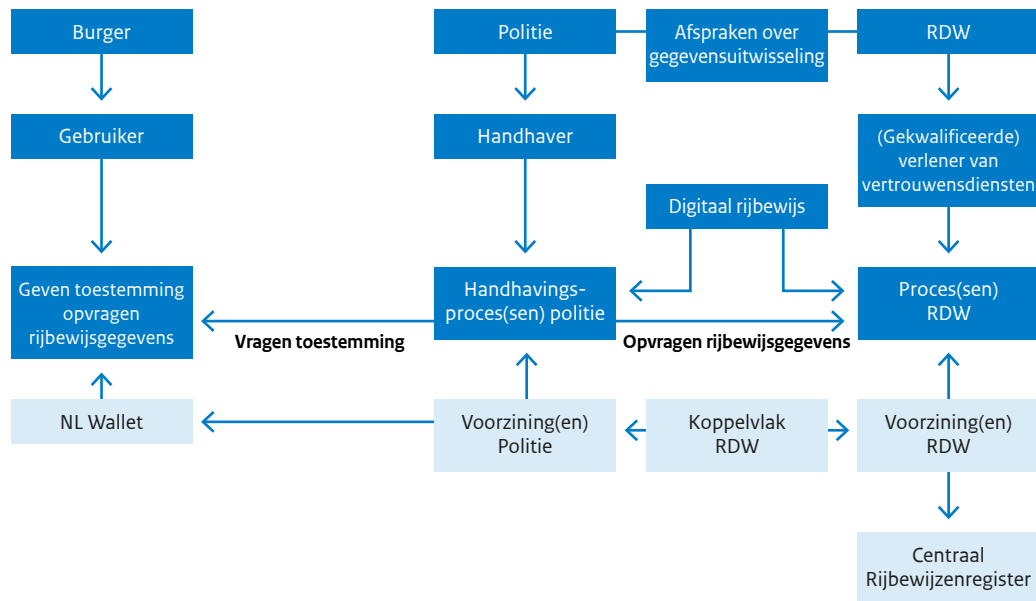 Burger
Politie
Afspraken over
gegevensuitwisseling
RDW
Gebruiker
Handhaver
(Gekwalificeerde)
verlener van
vertrouwensdiensten
Digitaal rijbewijs
Geven toestemming
opvragen
rijbewijsgegevens
Vragen toestemming
Handhavings-
proces(sen) politie
Opvragen rijbewijsgegevens
Proces(sen)
RDW
NL Wallet
Voorzining(en)
Politie
Koppelvlak
RDW
Voorzining(en)
RDW
Centraal
Rijbewijzenregister